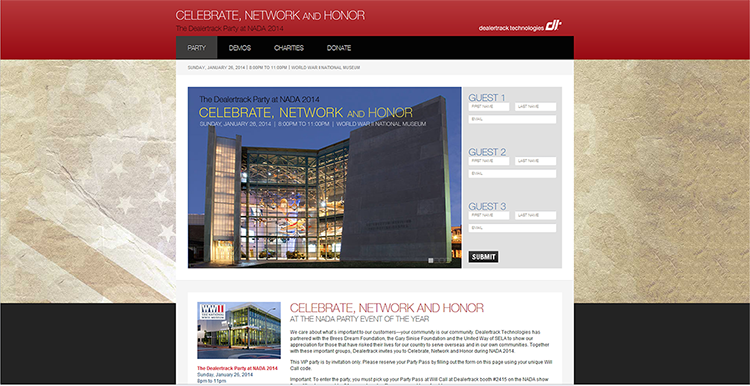 CELEBRATE, NETWORK AND HONOR
The Dealertrack Party at NADA 2014
dealertrack technologies
PARTY DEMOS CHARITIES DONATE
SUNDAY, JANUARY 26, 2014 | 8:00PM TO 11:00PM | WORLD WAR II NATIONAL MUSEUM
The Dealertrack Party at NADA 2014
CELEBRATE, NETWORK AND HONOR
SUNDAY, JANUARY 26, 2014 | 8:00PM TO 11:00PM | WORLD WAR II NATIONAL MUSEUM
GUEST 1
FIRST NAME LAST NAME
EMAIL
GUEST 2
FIRST NAME LAST NAME
EMAIL
GUEST 3
FIRST NAME LAST NAME
EMAIL
SUBMIT
WWII
THE NATIONAL WWII MUSEUM
The Dealertrack Party at NADA 2014
Sunday, January 26, 2014
8pm to 11pm
CELEBRATE, NETWORK AND HONOR
AT THE NADA PARTY EVENT OF THE YEAR
We care about what's important to our customers—your community is our community. Dealertrack Technologies has
partnered with the Brees Dream Foundation, the Gary Sinise Foundation and the United Way of SELA to show our
appreciation for those that have risked their lives for our country to serve overseas and in our own communities. Together
with these important groups, Dealertrack invites you to Celebrate, Network and Honor during NADA 2014.
This VIP party is by invitation only. Please reserve your Party Pass by filling out the form on this page using your unique Will
Call code.
Important: To enter the party, you must pick up your Party Pass at Will Call at Dealertrack booth #2415 on the NADA show